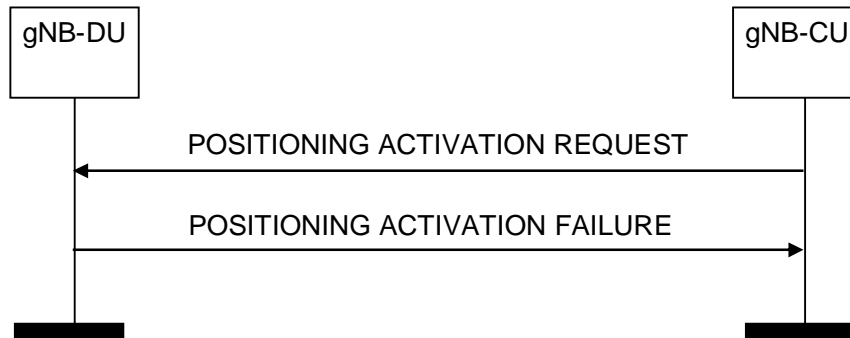 gNB-DU
gNB-CU
POSITIONING ACTIVATION REQUEST
POSITIONING ACTIVATION FAILURE